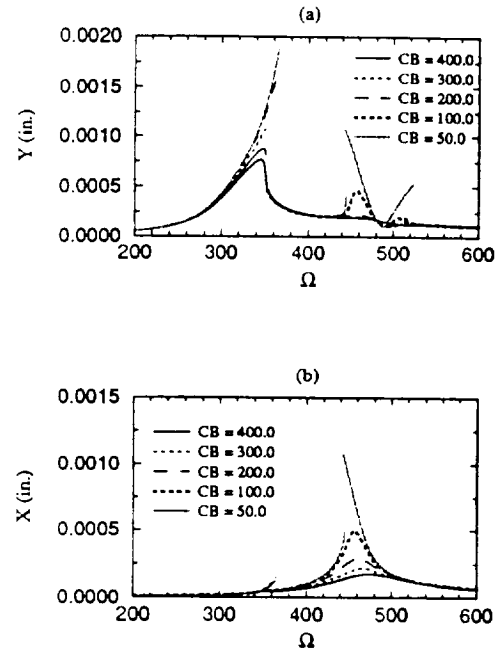 (a)
0.0020
0.0015
0.0010
0.0005
0.0000
Y (in.)
CB = 400.0
CB = 300.0
CB = 200.0
CB = 100.0
CB = 50.0
200 300 400 500 600
Ω
(b)
0.0015
0.0010
0.0005
0.0000
X (in.)
CB = 400.0
CB = 300.0
CB = 200.0
CB = 100.0
CB = 50.0
200 300 400 500 600
Ω